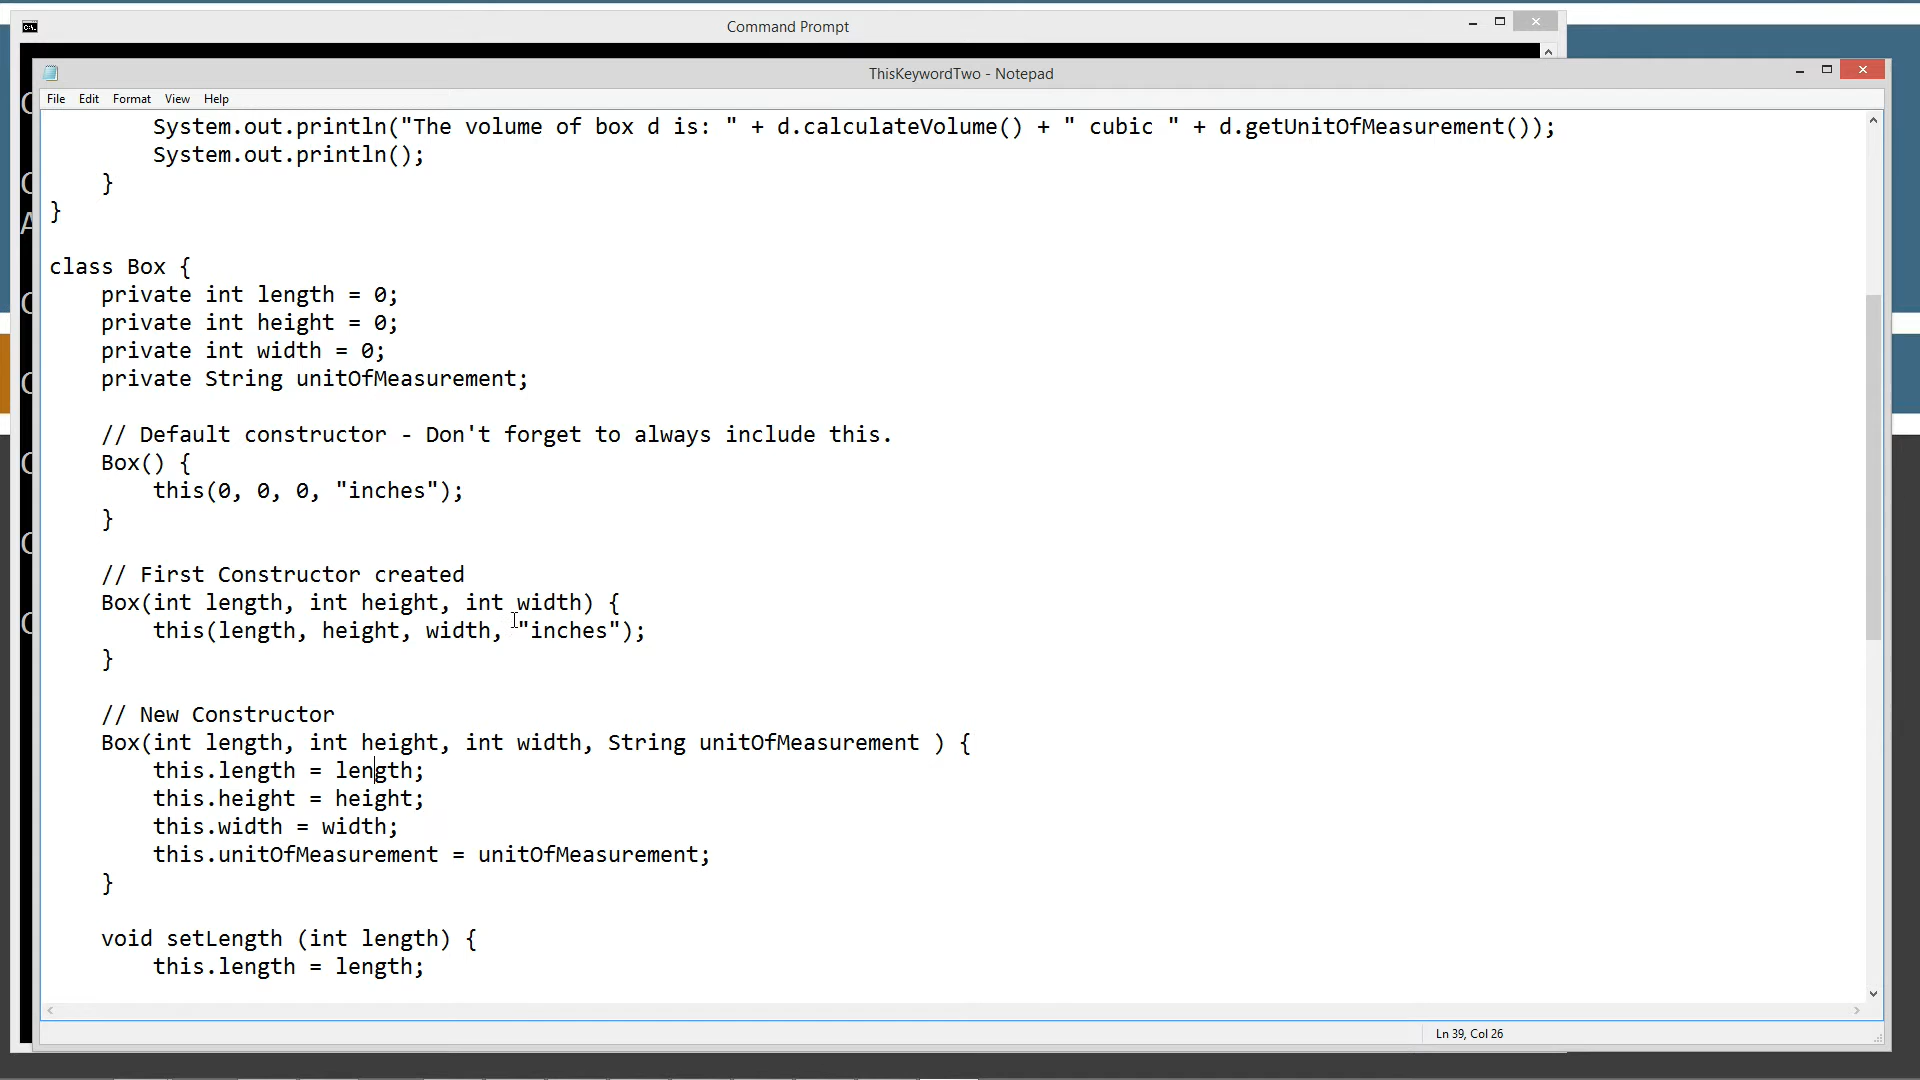 Command Prompt
ThisKeywordTwo - Notepad
File Edit Format View Help
System.out.println("The volume of box d is: " + d.calculateVolume() + " cubic " + d.getUnitOfMeasurement());
System.out.println();
}
}
class Box {
private int length = 0;
private int height = 0;
private int width = 0;
private String unitOfMeasurement;
// Default constructor - Don't forget to always include this.
Box() {
this(0, 0, 0, "inches");
}
// First Constructor created
Box(int length, int height, int width) {
this(length, height, width, "inches");
}
// New Constructor
Box(int length, int height, int width, String unitOfMeasurement ) {
this.length = length;
this.height = height;
this.width = width;
this.unitOfMeasurement = unitOfMeasurement;
}
void setLength (int length) {
this.length = length;
Ln 39, Col 26